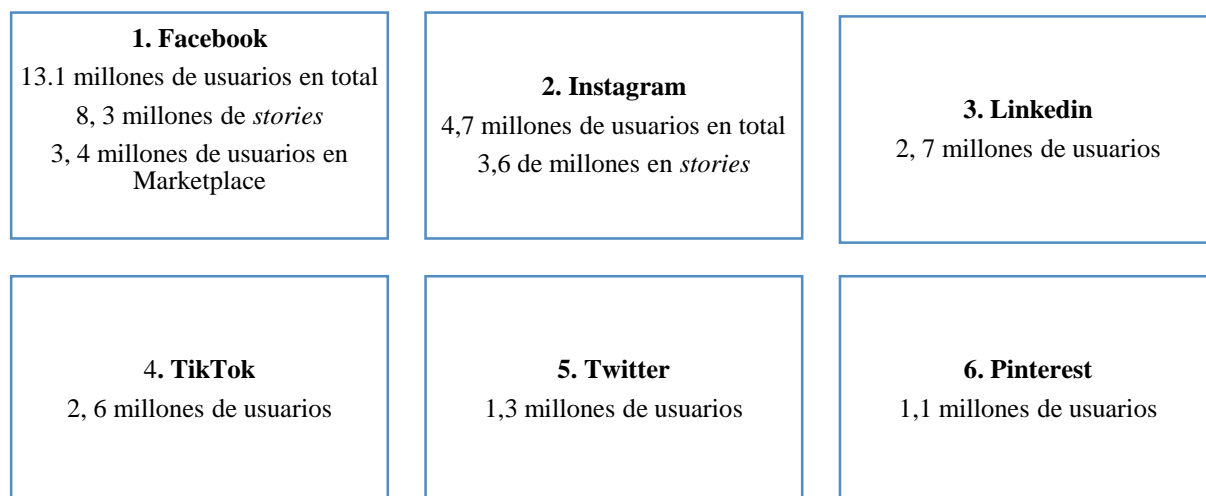 1. Facebook
13.1 millones de usuarios en total
8, 3 millones de stories
3, 4 millones de usuarios en
Marketplace
2. Instagram
4,7 millones de usuarios en total
3,6 de millones en stories
3. Linkedin
2, 7 millones de usuarios
4. TikTok
2, 6 millones de usuarios
5. Twitter
1,3 millones de usuarios
6. Pinterest
1,1 millones de usuarios